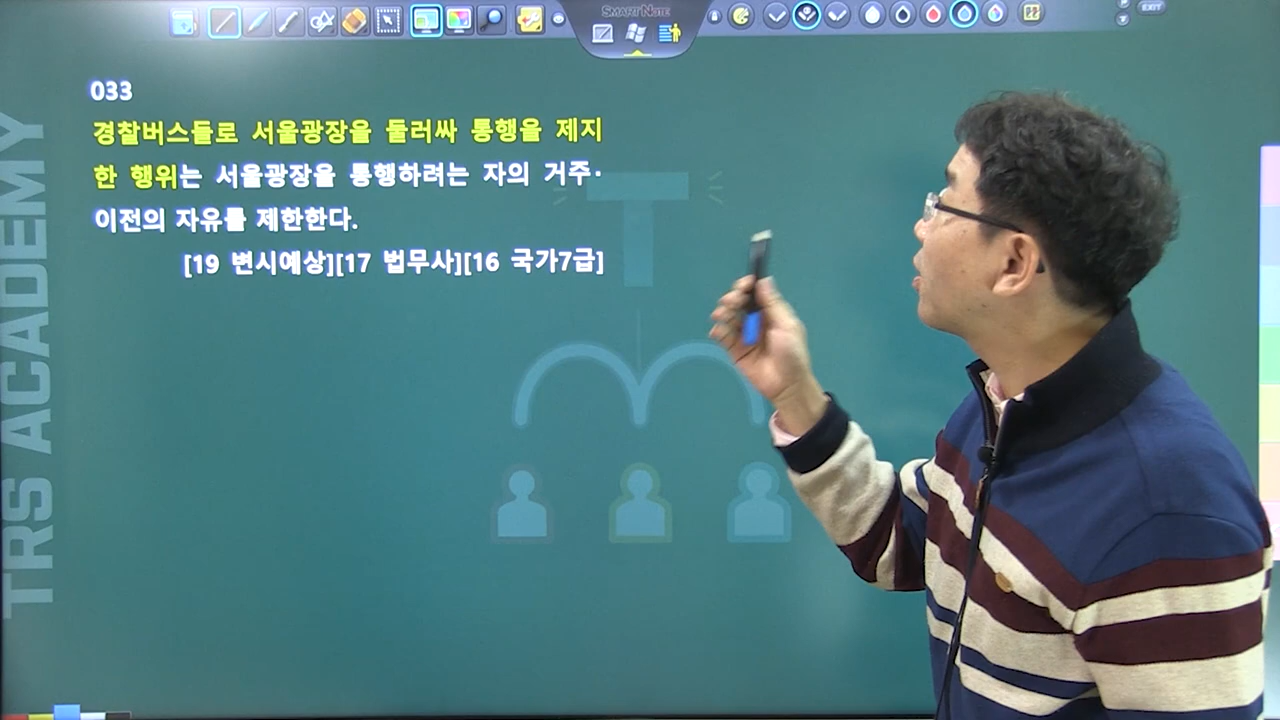 SMART NOTE
EXIT
033
경찰버스들로 서울광장을 둘러싸 통행을 제지
한 행위는 서울광장을 통행하려는 자의 거주·
이전의 자유를 제한한다.
[19 변시예상][17 법무사][16 국가7급]
TRS ACADEMY